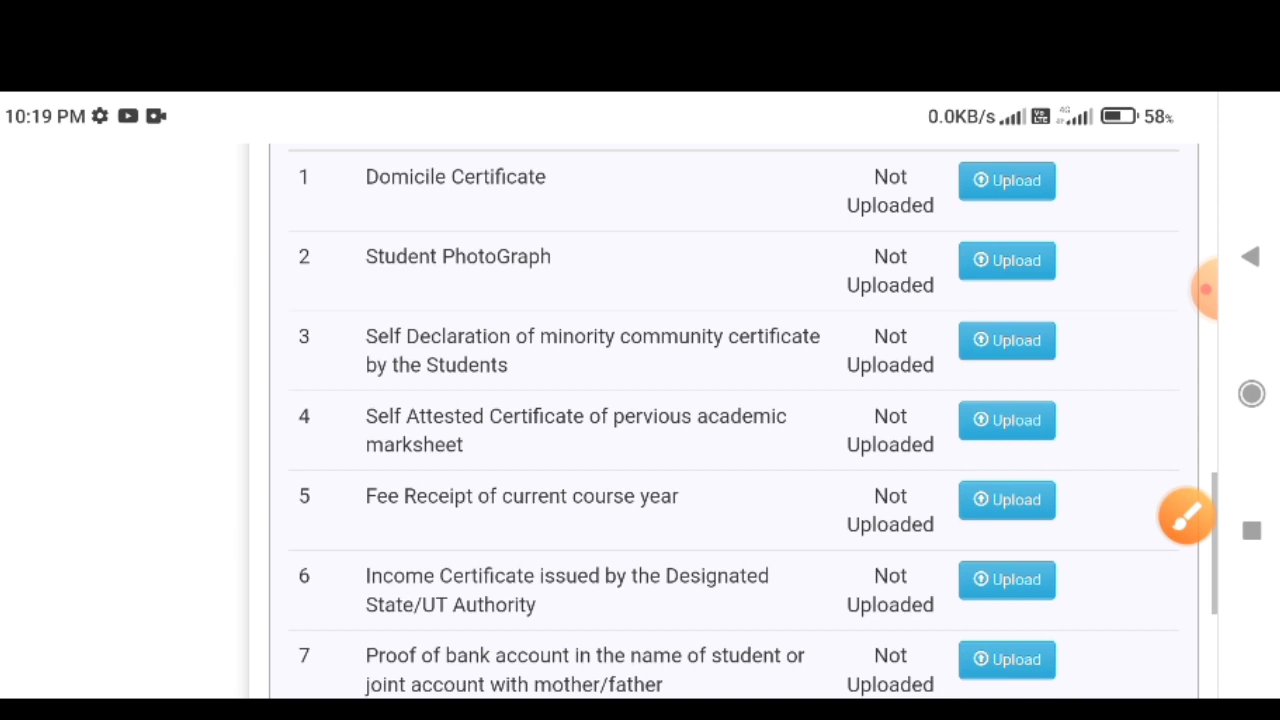 10:19 PM 0.0KB/s Vo LTE 4G 58%
1 Domicile Certificate Not Uploaded Upload
2 Student PhotoGraph Not Uploaded Upload
3 Self Declaration of minority community certificate by the Students Not Uploaded Upload
4 Self Attested Certificate of pervious academic marksheet Not Uploaded Upload
5 Fee Receipt of current course year Not Uploaded Upload
6 Income Certificate issued by the Designated State/UT Authority Not Uploaded Upload
7 Proof of bank account in the name of student or joint account with mother/father Not Uploaded Upload